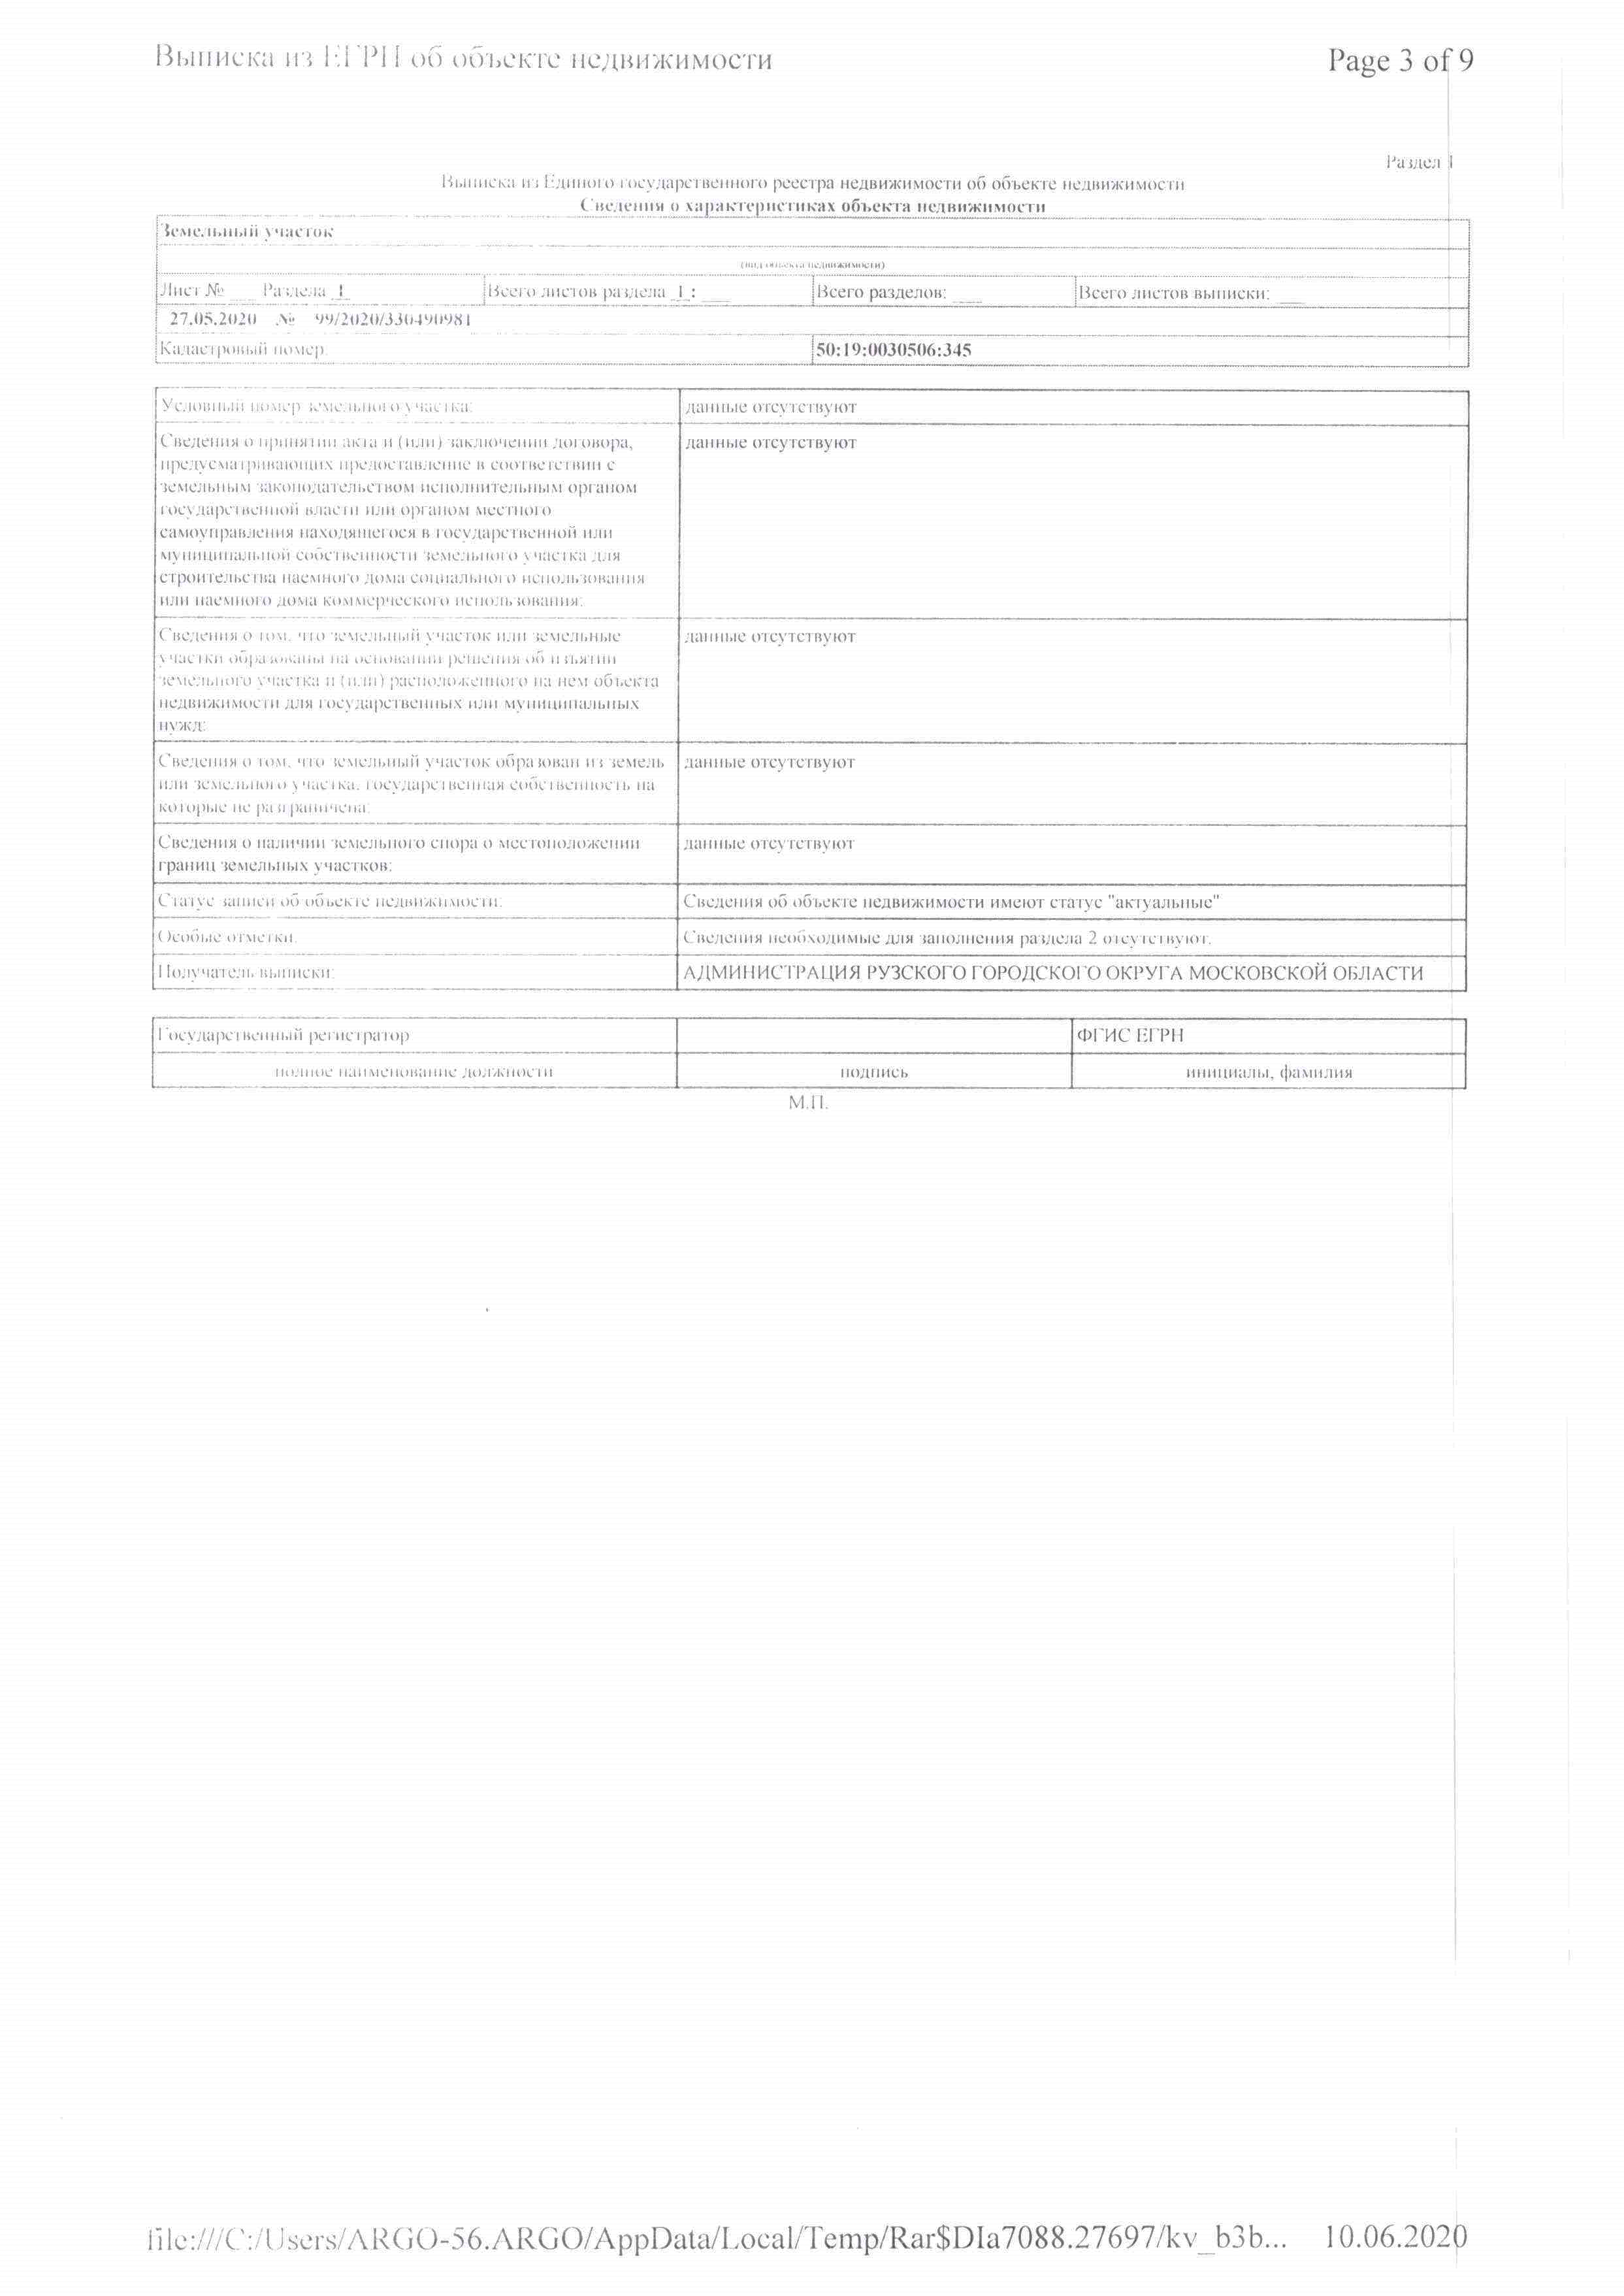 Выписка из ЕГРН об объекте недвижимости
Page 3 of 9
Раздел 1
Выписка из Единого государственного реестра недвижимости об объекте недвижимости
Сведения о характеристиках объекта недвижимости
Земельный участок
(вид объекта недвижимости)
Лист № ___ Раздела 1 Всего листов раздела 1 : ___ Всего разделов: ___ Всего листов выписки: ___
27.05.2020 № 99/2020/330490981
Кадастровый номер: 50:19:0030506:345
Условный номер земельного участка: данные отсутствуют
Сведения о принятии акта и (или) заключении договора, данные отсутствуют
предусматривающих предоставление в соответствии с
земельным законодательством исполнительным органом
государственной власти или органом местного
самоуправления находящегося в государственной или
муниципальной собственности земельного участка для
строительства наемного дома социального использования
или наемного дома коммерческого использования:
Сведения о том, что земельный участок или земельные данные отсутствуют
участки образованы на основании решения об изъятии
земельного участка и (или) расположенного на нем объекта
недвижимости для государственных или муниципальных
нужд:
Сведения о том, что земельный участок образован из земель данные отсутствуют
или земельного участка, государственная собственность на
которые не разграничена:
Сведения о наличии земельного спора о местоположении данные отсутствуют
границ земельных участков:
Статус записи об объекте недвижимости: Сведения об объекте недвижимости имеют статус "актуальные"
Особые отметки: Сведения необходимые для заполнения раздела 2 отсутствуют.
Получатель выписки: АДМИНИСТРАЦИЯ РУЗСКОГО ГОРОДСКОГО ОКРУГА МОСКОВСКОЙ ОБЛАСТИ
Государственный регистратор ФГИС ЕГРН
полное наименование должности подпись инициалы, фамилия
М.П.
file:///C:/Users/ARGO-56.ARGO/AppData/Local/Temp/Rar$DIa7088.27697/kv_b3b... 10.06.2020